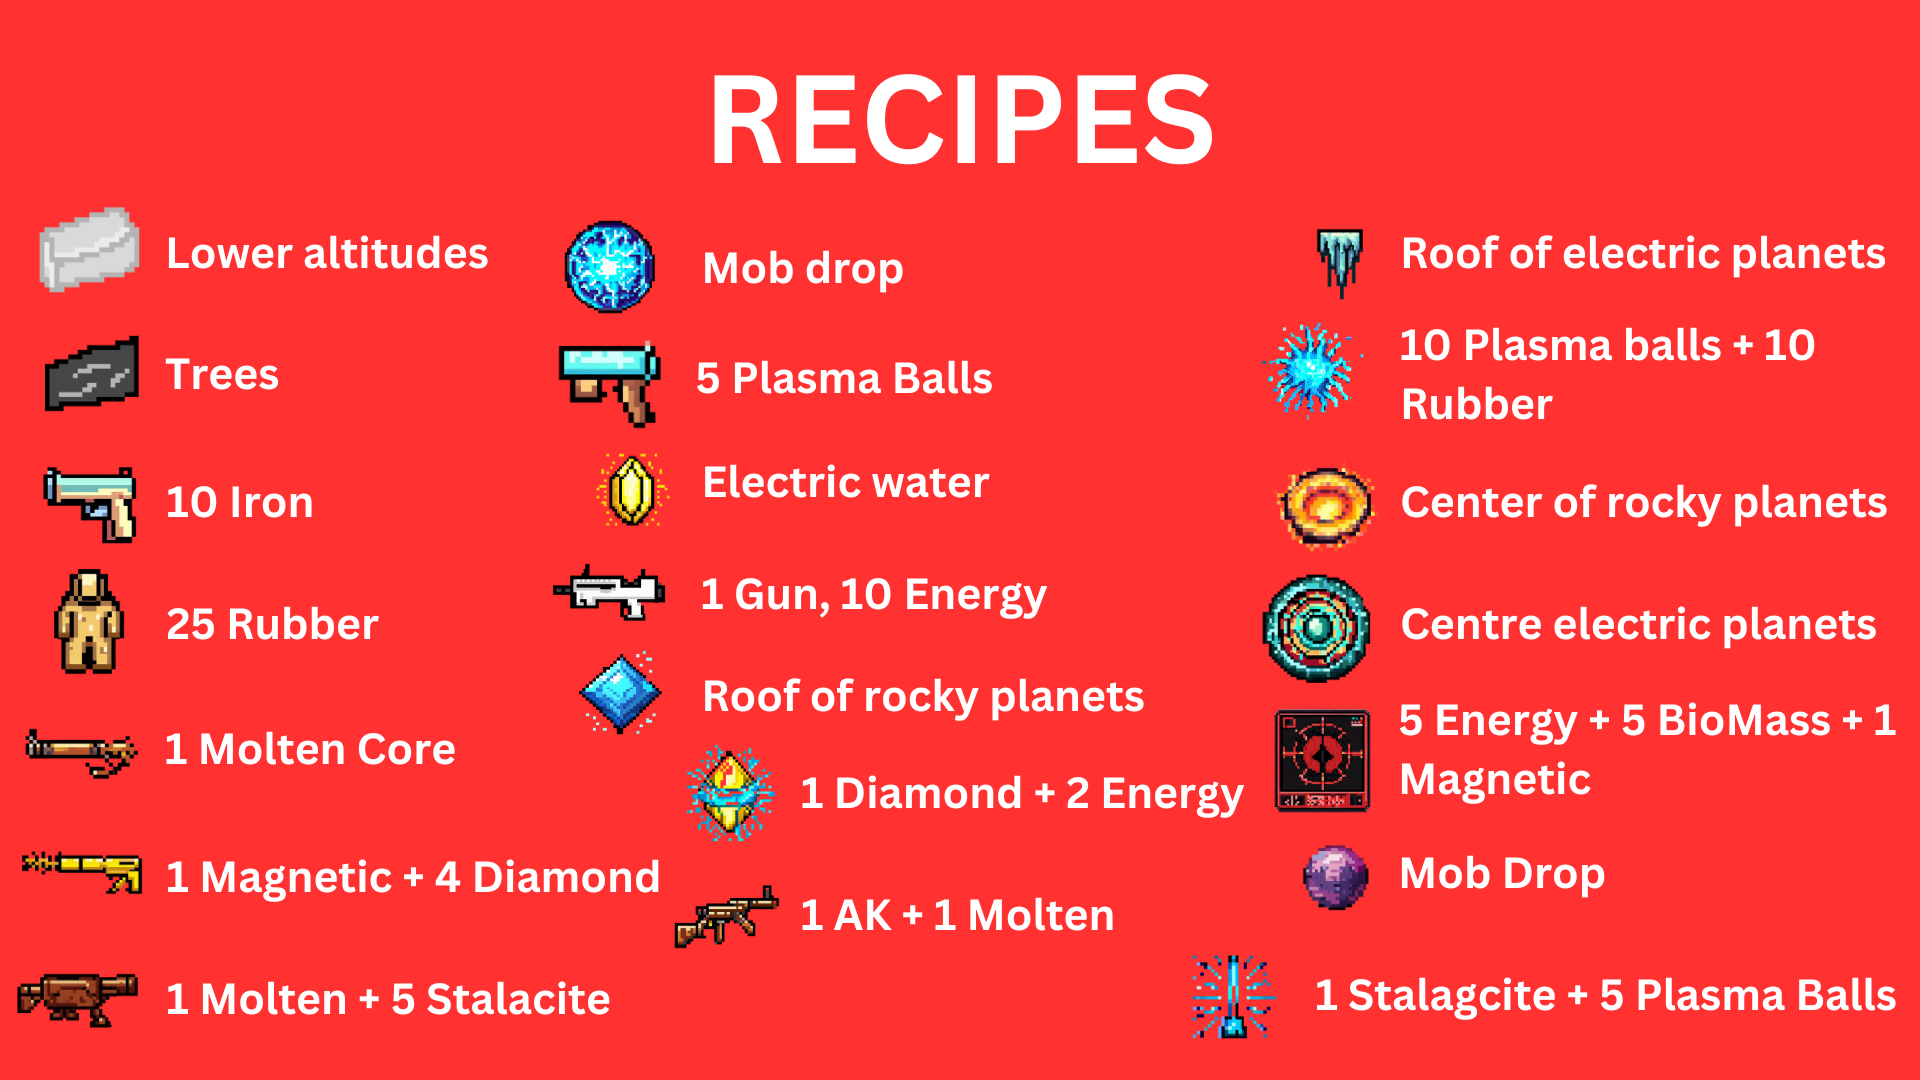 RECIPES
Lower altitudes
Trees
10 Iron
25 Rubber
1 Molten Core
1 Magnetic + 4 Diamond
1 Molten + 5 Stalacite
Mob drop
5 Plasma Balls
Electric water
1 Gun, 10 Energy
Roof of rocky planets
1 Diamond + 2 Energy
1 AK + 1 Molten
Roof of electric planets
10 Plasma balls + 10
Rubber
Center of rocky planets
Centre electric planets
5 Energy + 5 BioMass + 1
Magnetic
Mob Drop
1 Stalagcite + 5 Plasma Balls